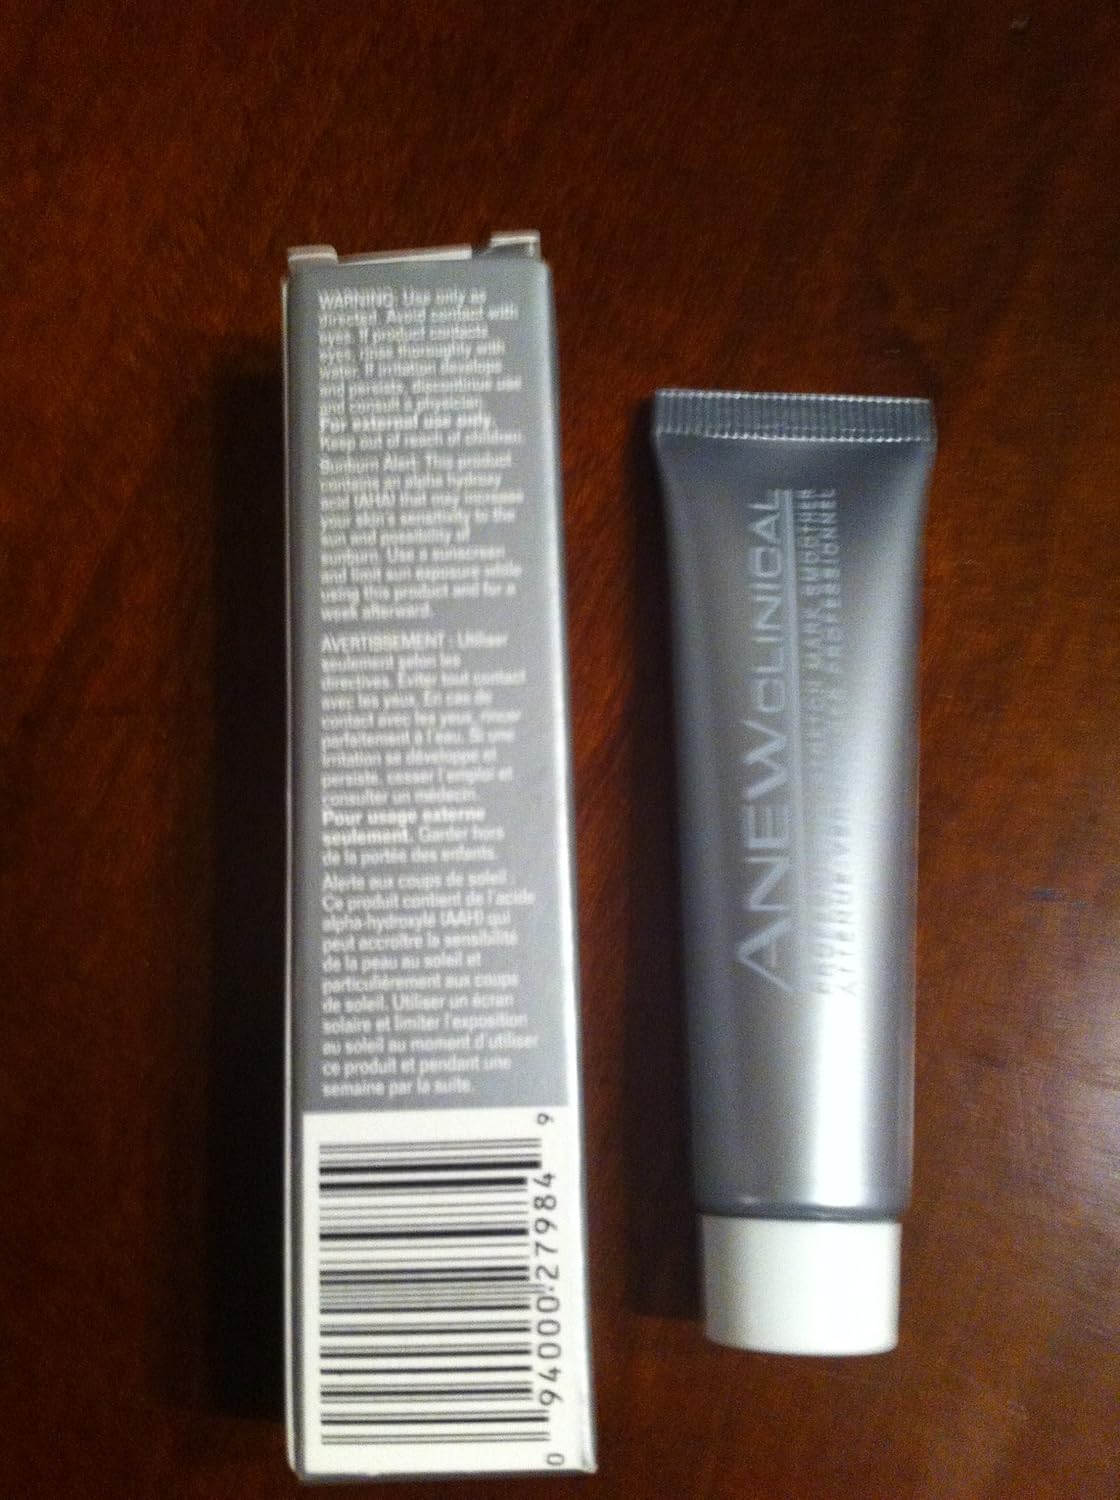 WARNING: Use only as
directed. Avoid contact with
eyes. If product contacts
eyes, rinse thoroughly with
water. If irritation develops
and persists, discontinue use
and consult a physician.
For external use only.
Keep out of reach of children.
Sunburn Alert: This product
contains an alpha hydroxy
acid (AHA) that may increase
your skin's sensitivity to the
sun and possibility of
sunburn. Use a sunscreen
and limit sun exposure while
using this product and for a
week afterward.
AVERTISSEMENT : Utiliser
seulement selon les
directives. Éviter tout contact
avec les yeux. En cas de
contact avec les yeux, rincer
parfaitement à l'eau. Si une
irritation se développe et
persiste, cesser l'emploi et
consulter un médecin.
Pour usage externe
seulement. Garder hors
de la portée des enfants.
Alerte aux coups de soleil :
Ce produit contient de l'acide
alpha-hydroxylé (AAH) qui
peut accroître la sensibilité
de la peau au soleil et
particulièrement aux coups
de soleil. Utiliser un écran
solaire et limiter l'exposition
au soleil au moment d'utiliser
ce produit et pendant une
semaine par la suite.
0 94000 27984 9
ANEW CLINICAL
STRETCH MARK SMOOTHER
PROFESSIONNEL